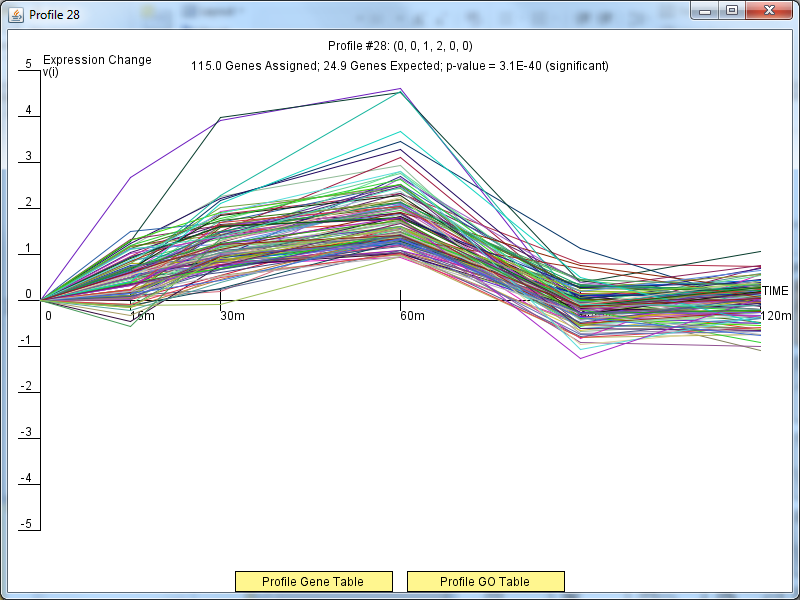 Profile 28
Profile #28: (0, 0, 1, 2, 0, 0)
115.0 Genes Assigned; 24.9 Genes Expected; p-value = 3.1E-40 (significant)
Expression Change
v(i)
5
4
3
2
1
0
-1
-2
-3
-4
-5
TIME
0
30m
60m
120m
Profile Gene Table
Profile GO Table